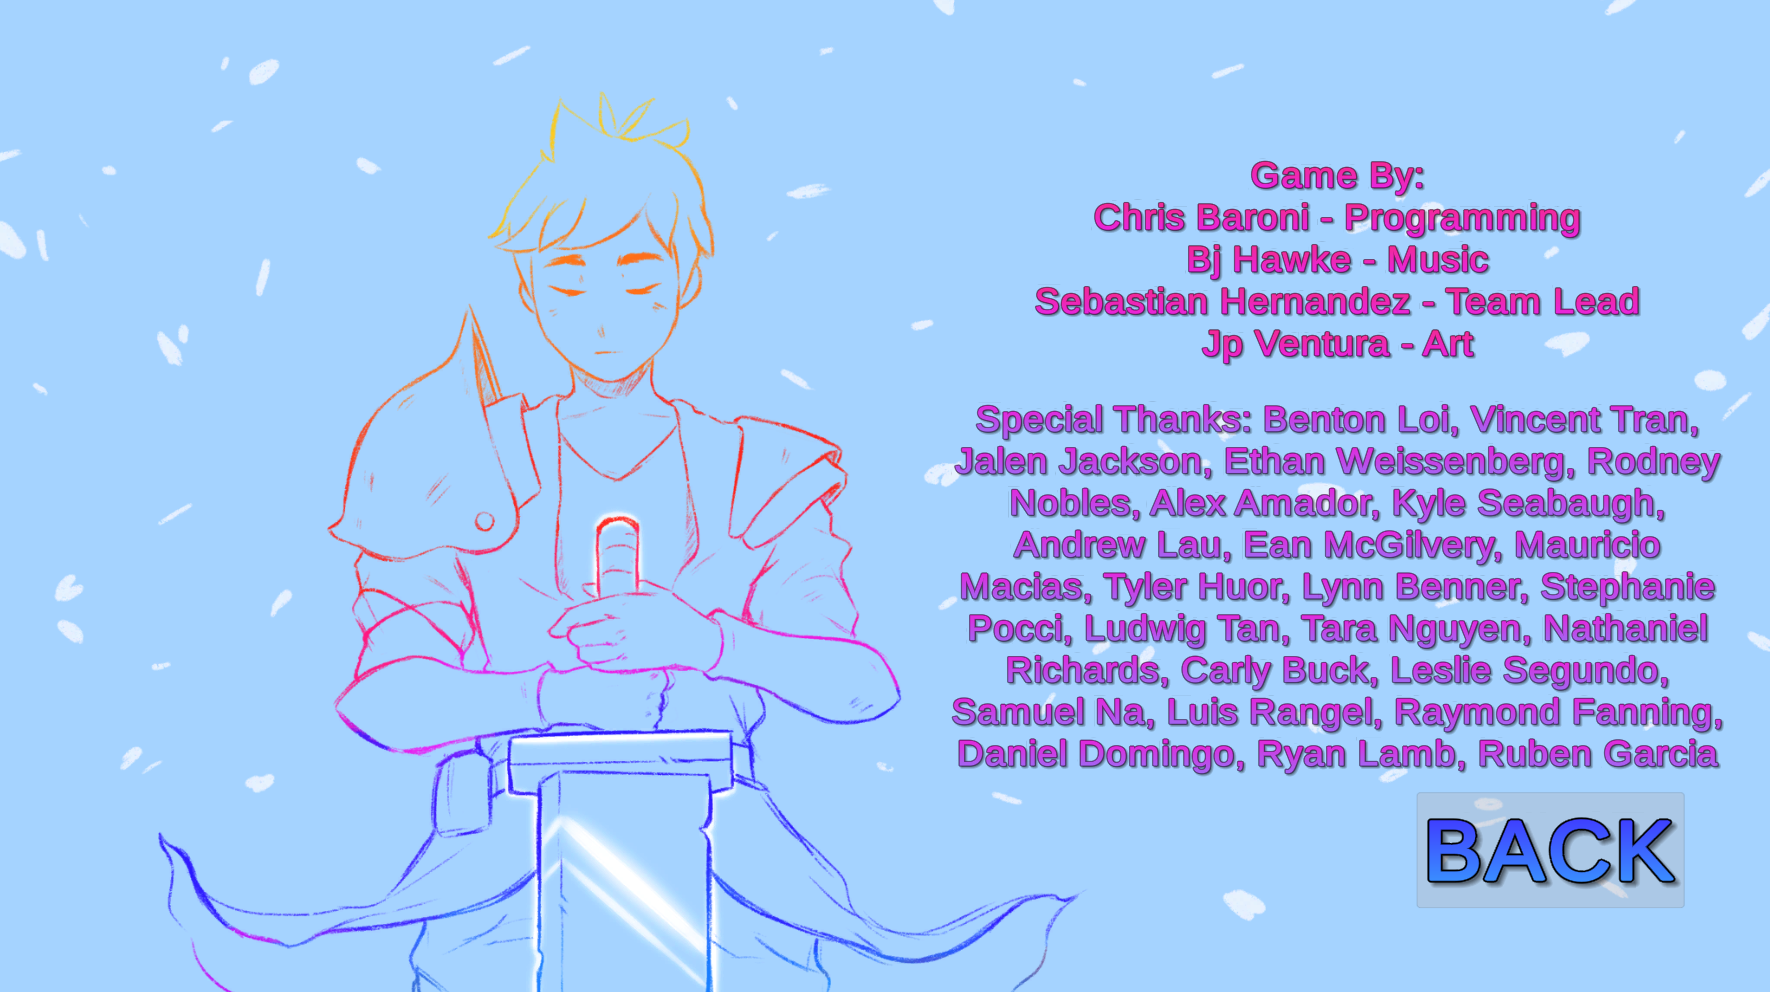 Game By:
Chris Baroni - Programming
Bj Hawke - Music
Sebastian Hernandez - Team Lead
Jp Ventura - Art
Special Thanks: Benton Loi, Vincent Tran,
Jalen Jackson, Ethan Weissenberg, Rodney
Nobles, Alex Amador, Kyle Seabaugh,
Andrew Lau, Ean McGilvery, Mauricio
Macias, Tyler Huor, Lynn Benner, Stephanie
Pocci, Ludwig Tan, Tara Nguyen, Nathaniel
Richards, Carly Buck, Leslie Segundo,
Samuel Na, Luis Rangel, Raymond Fanning,
Daniel Domingo, Ryan Lamb, Ruben Garcia
BACK